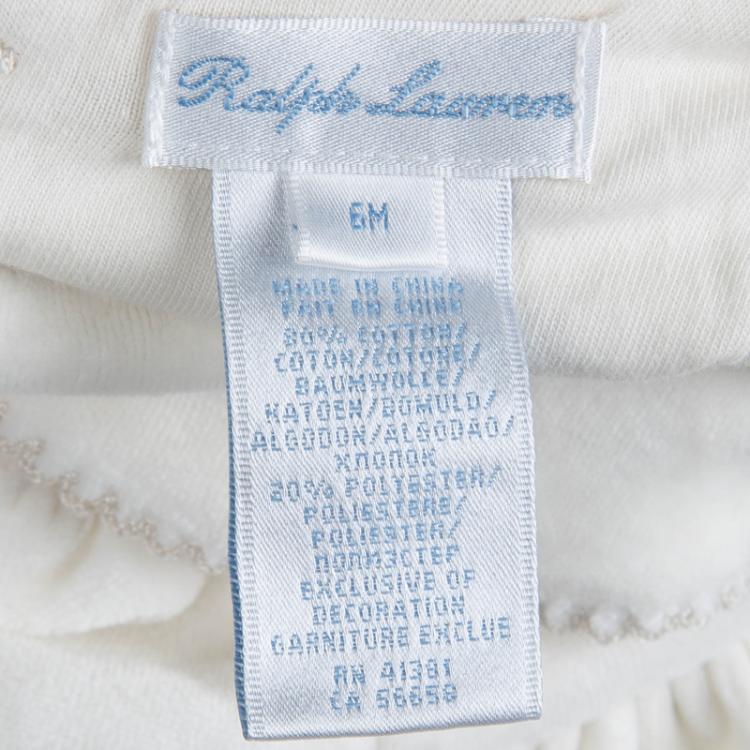 Ralph Lauren
6M
MADE IN CHINA
FAIT EN CHINE
80% COTTON/
COTON/COTONE/
BAUMWOLLE/
KATOEN/BOMULD/
ALGODON/ALGODÃO/
ХЛОПОК
20% POLYESTER/
POLIESTERE/
POLIESTER/
ПОЛИЭСТЕР
EXCLUSIVE OF
DECORATION
GARNITURE EXCLUE
RN 41381
CA 56658